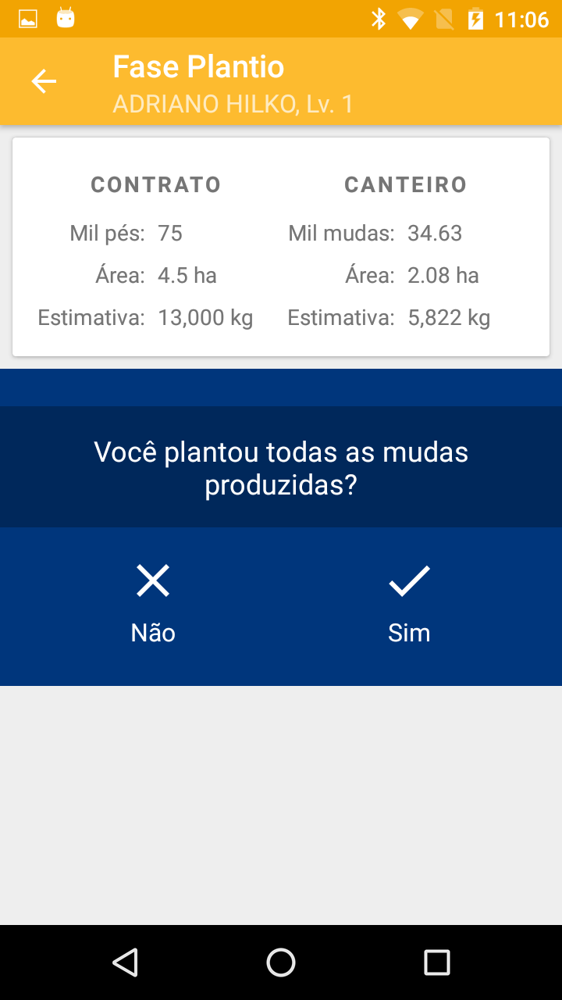 11:06
Fase Plantio
ADRIANO HILKO, Lv. 1
CONTRATO
Mil pés: 75
Área: 4.5 ha
Estimativa: 13,000 kg
CANTEIRO
Mil mudas: 34.63
Área: 2.08 ha
Estimativa: 5,822 kg
Você plantou todas as mudas
produzidas?
Não
Sim